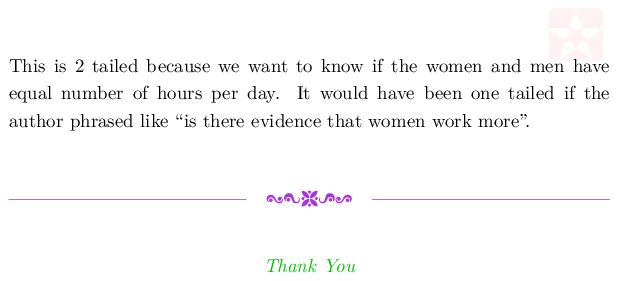 This is 2 tailed because we want to know if the women and men have
equal number of hours per day. It would have been one tailed if the
author phrased like “is there evidence that women work more”.
Thank You